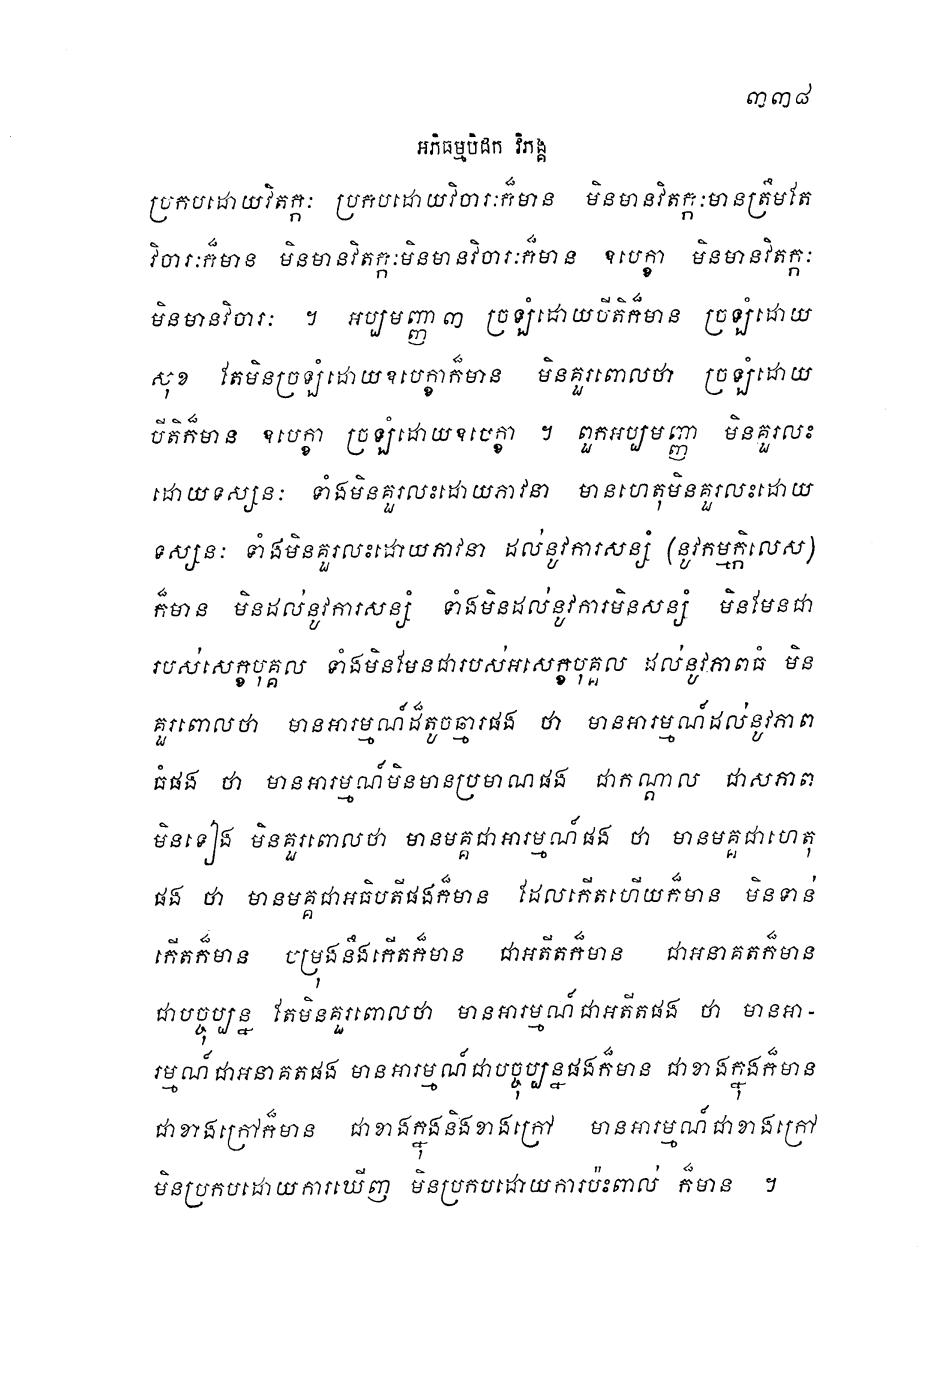 ៣៣៨
អភិធម្មបិដក វិភង្គ
ប្រកបដោយវិតក្កៈ ប្រកបដោយវិចារៈក៏មាន មិនមានវិតក្កៈមានត្រឹមតែ
វិចារៈក៏មាន មិនមានវិតក្កៈមិនមានវិចារៈក៏មាន ឧបេក្ខា មិនមានវិតក្កៈ
មិនមានវិចារៈ ។ អប្បមញ្ញា ៣ ច្រឡំដោយបីតិក៏មាន ច្រឡំដោយ
សុខ តែមិនច្រឡំដោយឧបេក្ខាក៏មាន មិនគួរពោលថា ច្រឡំដោយ
បីតិក៏មាន ឧបេក្ខា ច្រឡំដោយឧបេក្ខា ។ ពួកអប្បមញ្ញា មិនគួរលះ
ដោយទស្សនៈ ទាំងមិនគួរលះដោយភាវនា មានហេតុមិនគួរលះដោយ
ទស្សនៈ ទាំងមិនគួរលះដោយភាវនា ដល់នូវការសន្សំ (នូវកម្មក្កិលេស)
ក៏មាន មិនដល់នូវការសន្សំ ទាំងមិនដល់នូវការមិនសន្សំ មិនមែនជា
របស់សេក្ខបុគ្គល ទាំងមិនមែនជារបស់អសេក្ខបុគ្គល ដល់នូវភាពធំ មិន
គួរពោលថា មានអារម្មណ៍ដ៏តូចឆ្មារផង ថា មានអារម្មណ៍ដល់នូវភាព
ធំផង ថា មានអារម្មណ៍មិនមានប្រមាណផង ជាកណ្តាល ជាសភាព
មិនទៀង មិនគួរពោលថា មានមគ្គជាអារម្មណ៍ផង ថា មានមគ្គជាហេតុ
ផង ថា មានមគ្គជាអធិបតីផងក៏មាន ដែលកើតហើយក៏មាន មិនទាន់
កើតក៏មាន បម្រុងនឹងកើតក៏មាន ជាអតីតក៏មាន ជាអនាគតក៏មាន
ជាបច្ចុប្បន្ន តែមិនគួរពោលថា មានអារម្មណ៍ជាអតីតផង ថា មានអា-
រម្មណ៍ជាអនាគតផង មានអារម្មណ៍ជាបច្ចុប្បន្នផងក៏មាន ជាខាងក្នុងក៏មាន
ជាខាងក្រៅក៏មាន ជាខាងក្នុងនិងខាងក្រៅ មានអារម្មណ៍ជាខាងក្រៅ
មិនប្រកបដោយការឃើញ មិនប្រកបដោយការប៉ះពាល់ ក៏មាន ។